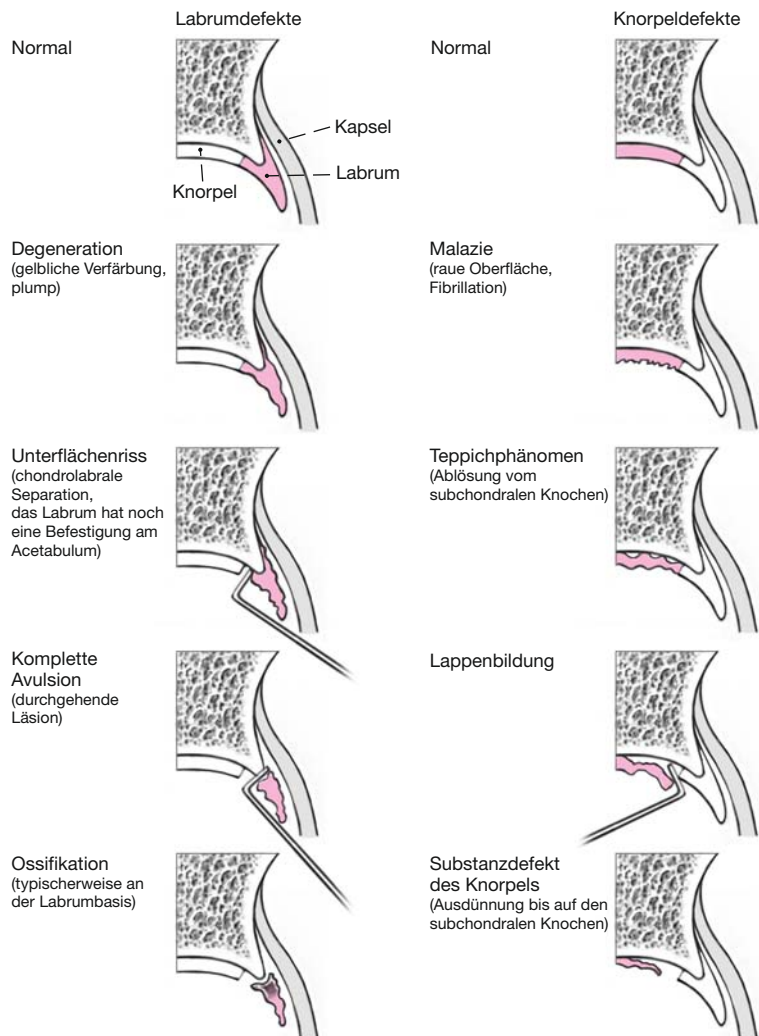 Labrumdefekte
Normal
Kapsel
Labrum
Knorpel
Degeneration
(gelbliche Verfärbung,
plump)
Unterflächenriss
(chondrolabrale
Separation,
das Labrum hat noch
eine Befestigung am
Acetabulum)
Komplette
Avulsion
(durchgehende
Läsion)
Ossifikation
(typischerweise an
der Labrumbasis)
Knorpeldefekte
Normal
Malazie
(raue Oberfläche,
Fibrillation)
Teppichphänomen
(Ablösung vom
subchondralen Knochen)
Lappenbildung
Substanzdefekt
des Knorpels
(Ausdünnung bis auf den
subchondralen Knochen)